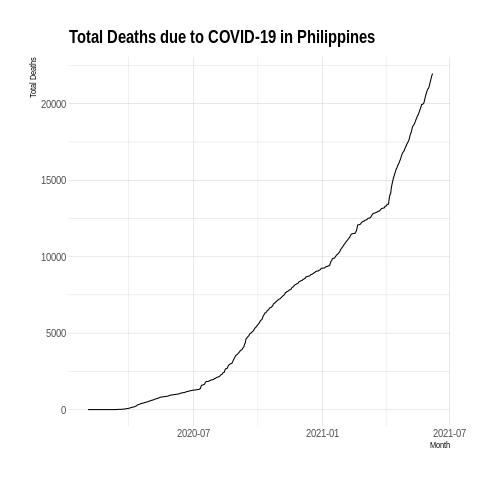 Total Deaths due to COVID-19 in Philippines
Total Deaths
20000
15000
10000
5000
0
2020-07
2021-01
2021-07
Month